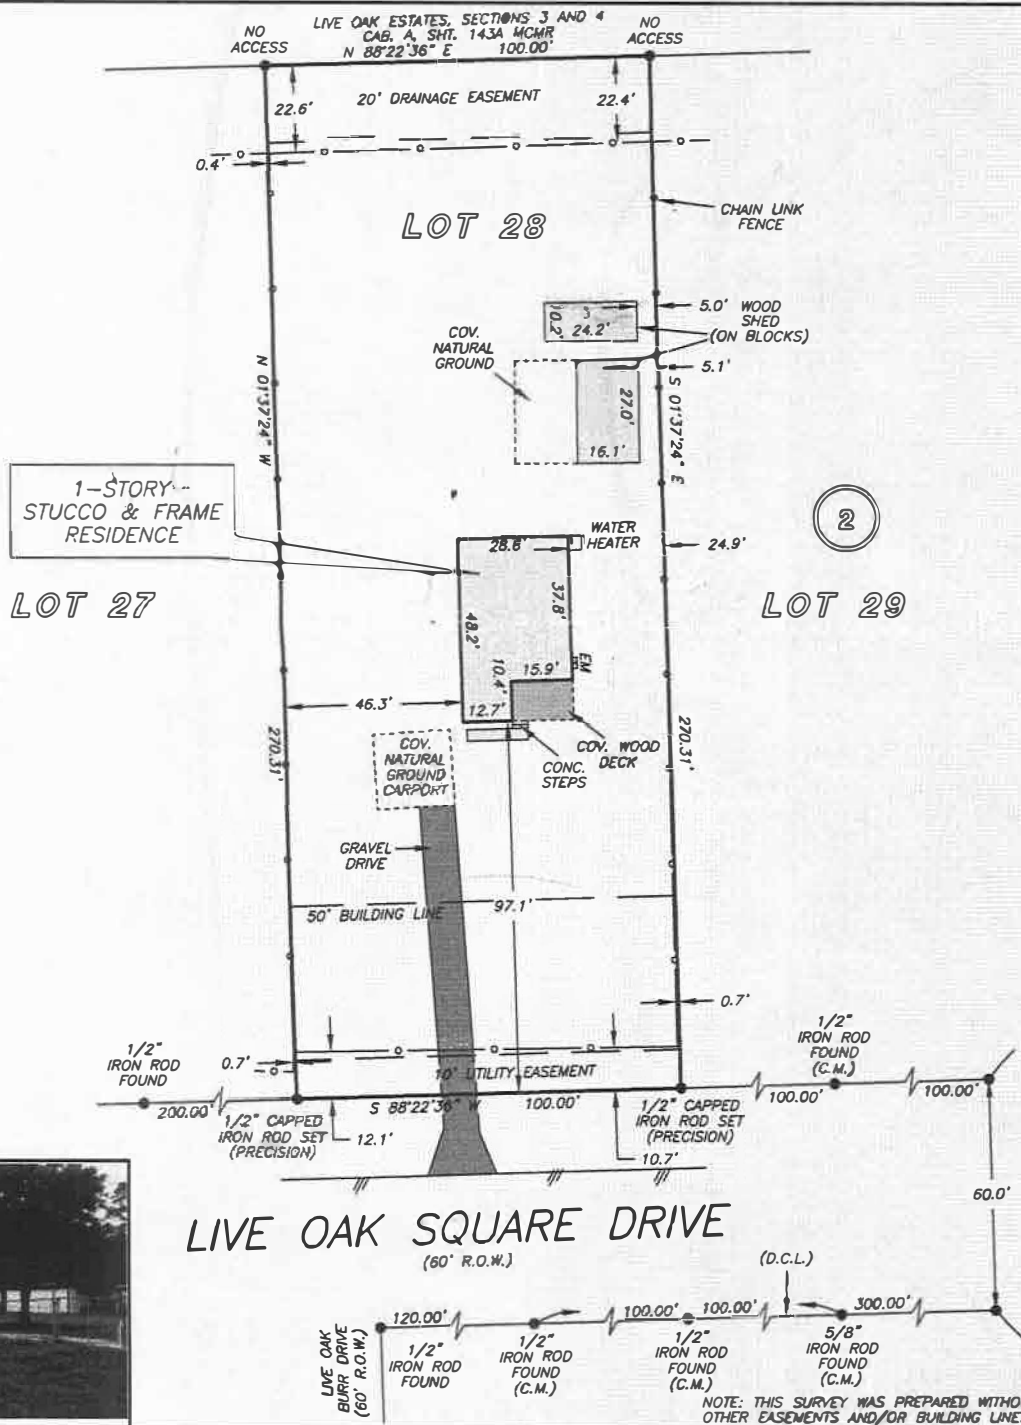 LIVE OAK ESTATES, SECTIONS 3 AND 4
CAB. A, SHT. 143A MCMR
N 88°22'36" E 100.00'
NO
ACCESS
NO
ACCESS
22.6'
20' DRAINAGE EASEMENT
22.4'
0.4'
LOT 28
CHAIN LINK
FENCE
5.0' WOOD
SHED
(ON BLOCKS)
10.2'
24.2'
COV.
NATURAL
GROUND
5.1'
27.0'
16.1'
N 01°37'24" W
S 01°37'24" E
1-STORY
STUCCO & FRAME
RESIDENCE
2
WATER
HEATER
28.6'
24.9'
LOT 27
LOT 29
37.8'
48.2'
EM
10.4'
15.9'
12.7'
46.3'
270.31'
270.31'
COV.
NATURAL
GROUND
CARPORT
CONC.
STEPS
COV. WOOD
DECK
GRAVEL
DRIVE
50' BUILDING LINE
97.1'
0.7'
1/2"
IRON ROD
FOUND
0.7'
10' UTILITY EASEMENT
1/2"
IRON ROD
FOUND
(C.M.)
200.00'
S 88°22'36" W 100.00'
100.00'
100.00'
1/2" CAPPED
IRON ROD SET
(PRECISION)
12.1'
1/2" CAPPED
IRON ROD SET
(PRECISION)
10.7'
60.0'
LIVE OAK SQUARE DRIVE
(60' R.O.W.)
(D.C.L.)
120.00'
100.00'
100.00'
300.00'
LIVE OAK
BURR DRIVE
(60' R.O.W.)
1/2"
IRON ROD
FOUND
1/2"
IRON ROD
FOUND
(C.M.)
1/2"
IRON ROD
FOUND
(C.M.)
5/8"
IRON ROD
FOUND
(C.M.)
NOTE: THIS SURVEY WAS PREPARED WITHO
OTHER EASEMENTS AND/OR BUILDING LINE